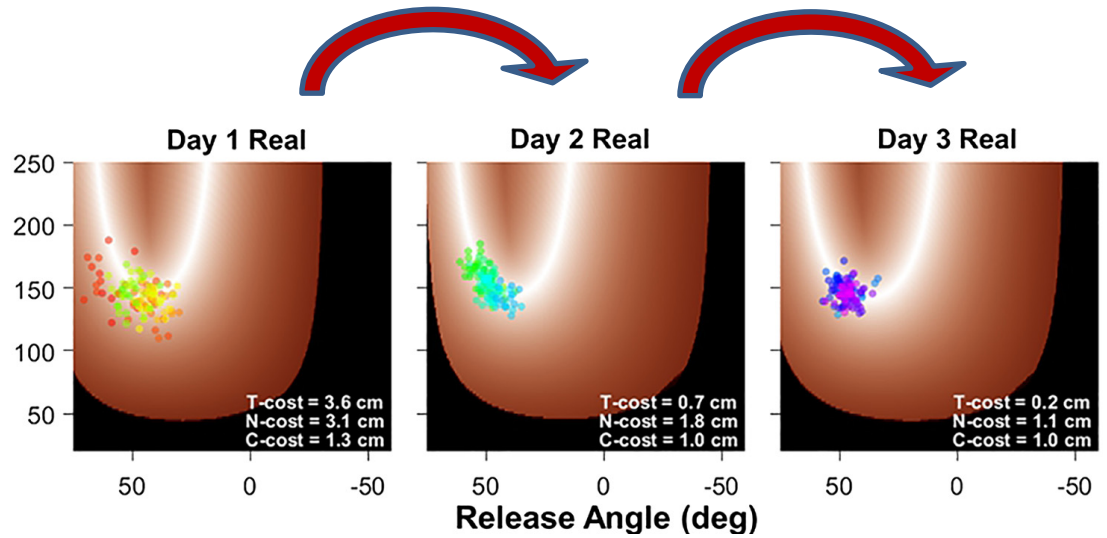 Day 1 Real
Day 2 Real
Day 3 Real
250
200
150
100
50
T-cost = 3.6 cm
N-cost = 3.1 cm
C-cost = 1.3 cm
T-cost = 0.7 cm
N-cost = 1.8 cm
C-cost = 1.0 cm
T-cost = 0.2 cm
N-cost = 1.1 cm
C-cost = 1.0 cm
50 0 -50
50 0 -50
50 0 -50
Release Angle (deg)